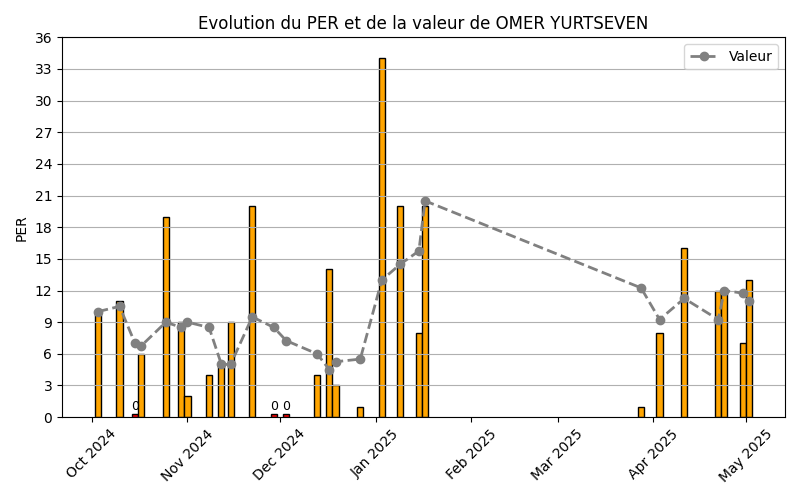 Evolution du PER et de la valeur de OMER YURTSEVEN
Valeur
PER
36
33
30
27
24
21
18
15
12
9
6
3
0
0
0
0
Oct 2024
Nov 2024
Dec 2024
Jan 2025
Feb 2025
Mar 2025
Apr 2025
May 2025